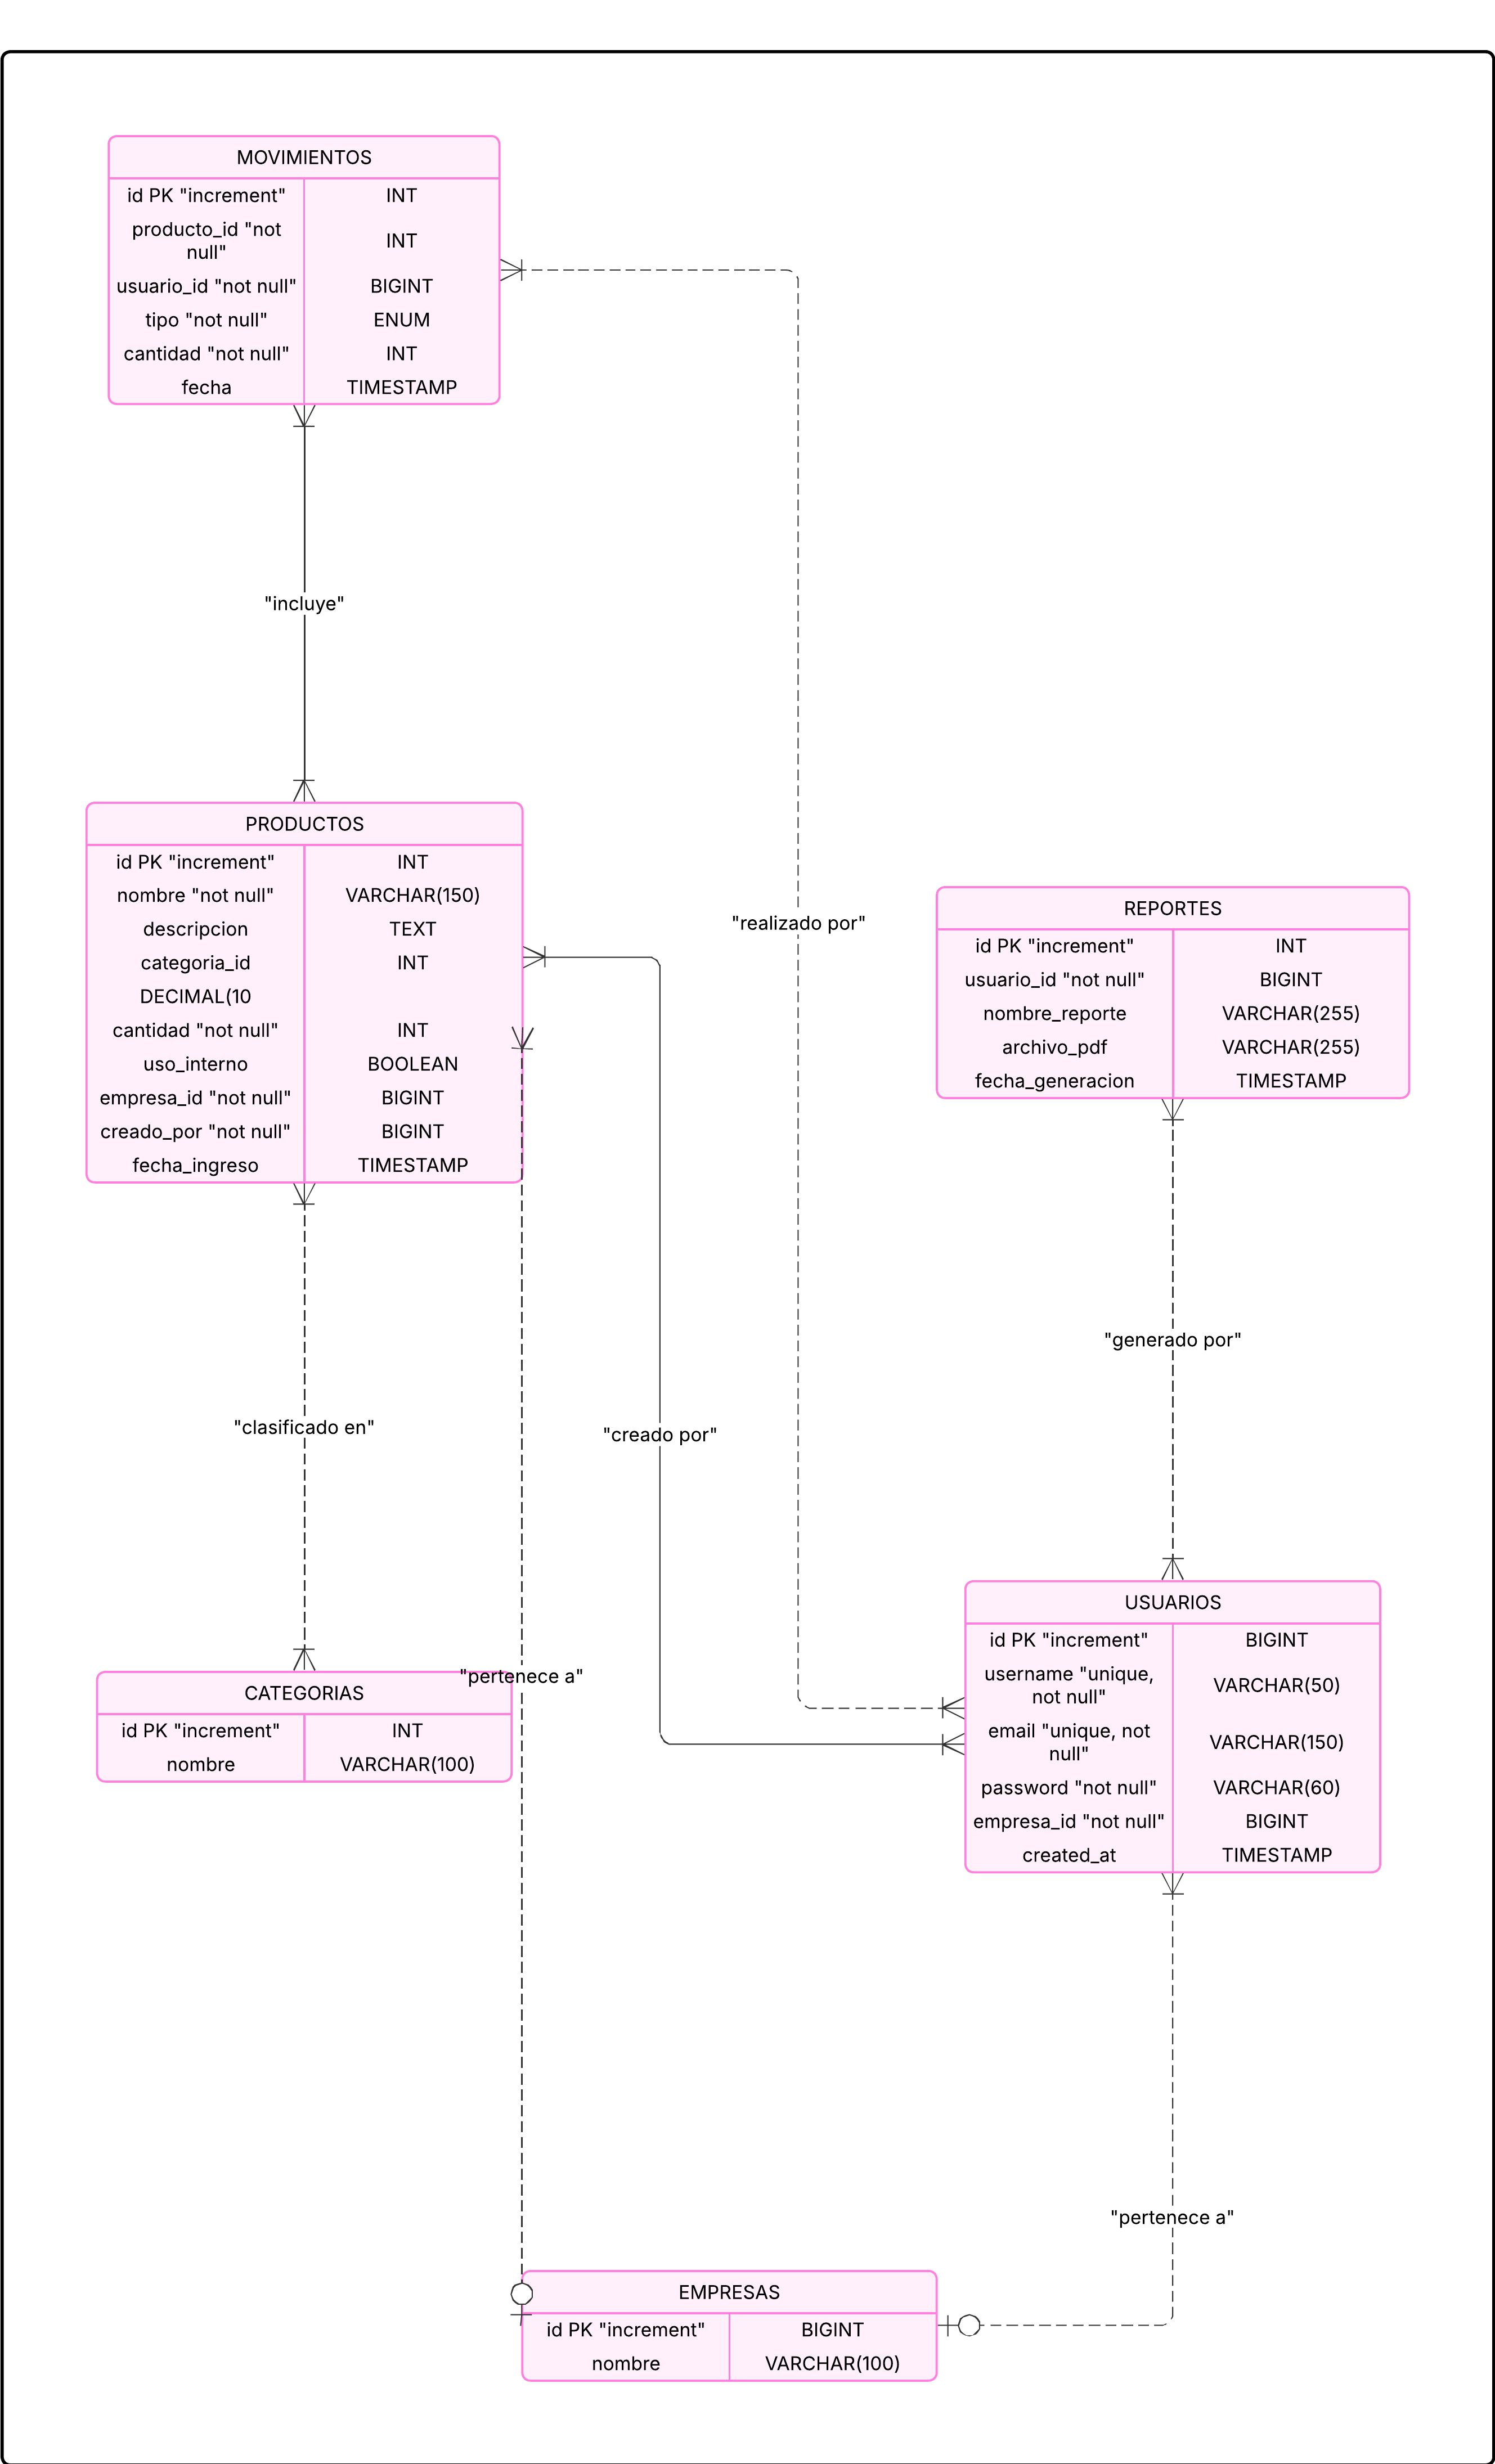 MOVIMIENTOS
id PK "increment" INT
producto_id "not
null" INT
usuario_id "not null" BIGINT
tipo "not null" ENUM
cantidad "not null" INT
fecha TIMESTAMP
"incluye"
PRODUCTOS
id PK "increment" INT
nombre "not null" VARCHAR(150)
descripcion TEXT
categoria_id INT
DECIMAL(10
cantidad "not null" INT
uso_interno BOOLEAN
empresa_id "not null" BIGINT
creado_por "not null" BIGINT
fecha_ingreso TIMESTAMP
"realizado por"
REPORTES
id PK "increment" INT
usuario_id "not null" BIGINT
nombre_reporte VARCHAR(255)
archivo_pdf VARCHAR(255)
fecha_generacion TIMESTAMP
"generado por"
"clasificado en"
"creado por"
"pertenece a"
CATEGORIAS
id PK "increment" INT
nombre VARCHAR(100)
USUARIOS
id PK "increment" BIGINT
username "unique,
not null" VARCHAR(50)
email "unique, not
null" VARCHAR(150)
password "not null" VARCHAR(60)
empresa_id "not null" BIGINT
created_at TIMESTAMP
"pertenece a"
EMPRESAS
id PK "increment" BIGINT
nombre VARCHAR(100)